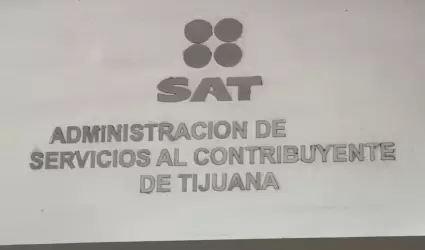 SAT
ADMINISTRACION DE
SERVICIOS AL CONTRIBUYENTE
DE TIJUANA